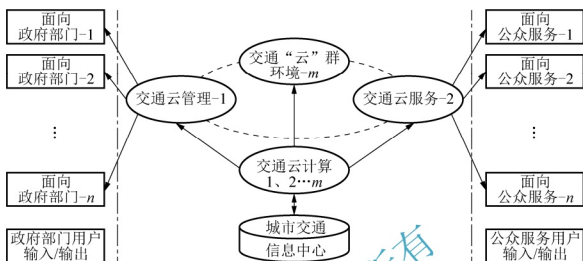 面向
政府部门-1
面向
政府部门-2
⋮
面向
政府部门-n
政府部门用户
输入/输出
交通“云”群
环境-m
交通云管理-1
交通云服务-2
交通云计算
1、2…m
城市交通
信息中心
面向
公众服务-1
面向
公众服务-2
⋮
面向
公众服务-n
公众服务用户
输入/输出
所有